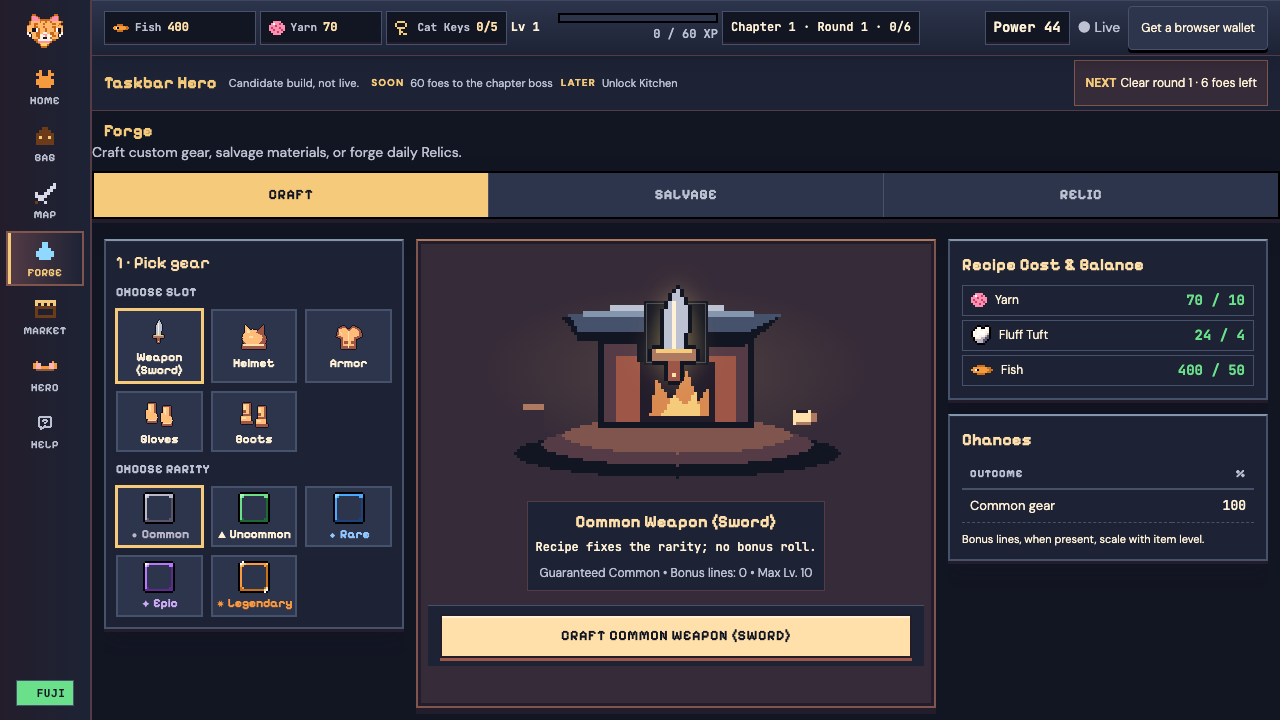 Fish 400
Yarn 70
Cat Keys 0/5
Lv 1
0 / 60 XP
Chapter 1 · Round 1 · 0/6
Power 44
Live
Get a browser wallet
HOME
BAG
MAP
FORGE
MARKET
HERO
HELP
FUJI
Taskbar Hero
Candidate build, not live.
SOON 60 foes to the chapter boss
LATER Unlock Kitchen
NEXT Clear round 1 · 6 foes left
Forge
Craft custom gear, salvage materials, or forge daily Relics.
CRAFT
SALVAGE
RELIC
1 · Pick gear
CHOOSE SLOT
Weapon
(Sword)
Helmet
Armor
Gloves
Boots
CHOOSE RARITY
Common
Uncommon
Rare
Epic
Legendary
Common Weapon (Sword)
Recipe fixes the rarity; no bonus roll.
Guaranteed Common • Bonus lines: 0 • Max Lv. 10
CRAFT COMMON WEAPON (SWORD)
Recipe Cost & Balance
Yarn 70 / 10
Fluff Tuft 24 / 4
Fish 400 / 50
Chances
OUTCOME %
Common gear 100
Bonus lines, when present, scale with item level.